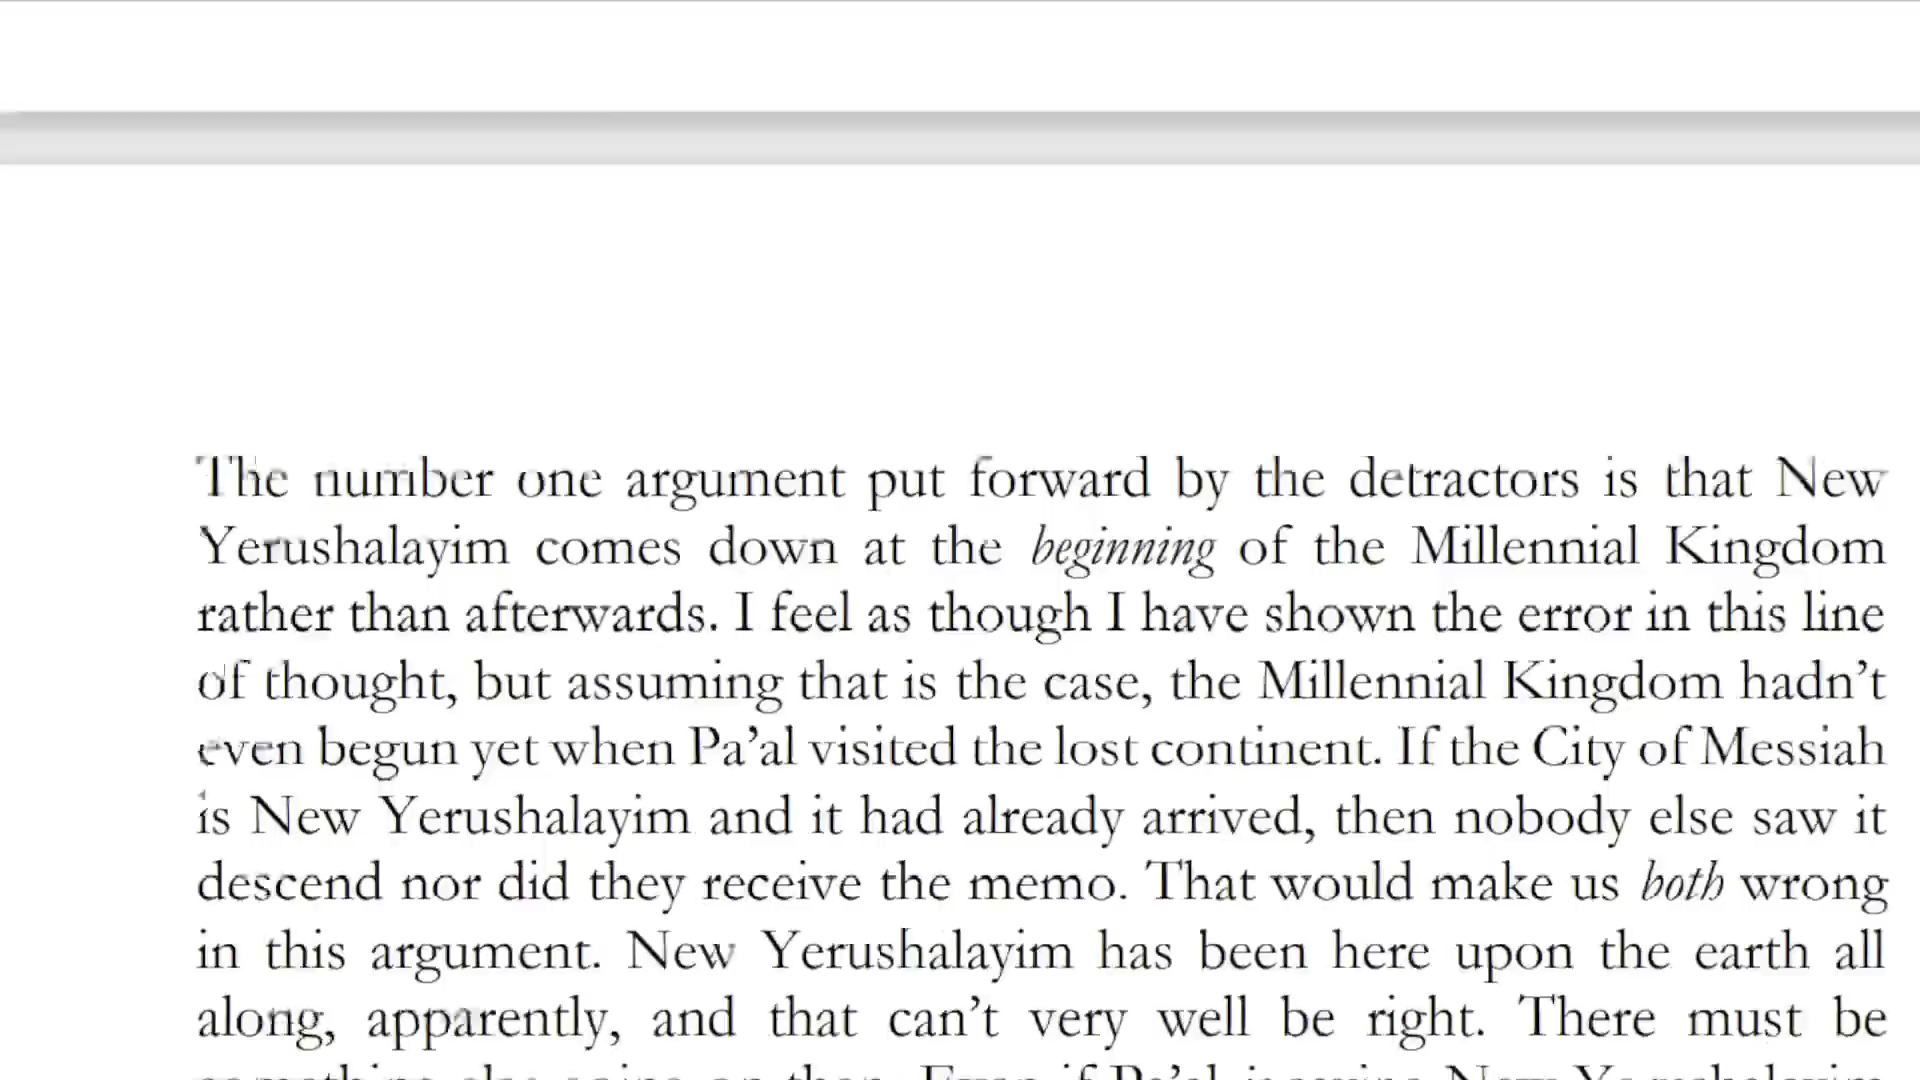 The number one argument put forward by the detractors is that New
Yerushalayim comes down at the beginning of the Millennial Kingdom
rather than afterwards. I feel as though I have shown the error in this line
of thought, but assuming that is the case, the Millennial Kingdom hadn’t
even begun yet when Pa’al visited the lost continent. If the City of Messiah
is New Yerushalayim and it had already arrived, then nobody else saw it
descend nor did they receive the memo. That would make us both wrong
in this argument. New Yerushalayim has been here upon the earth all
along, apparently, and that can’t very well be right. There must be